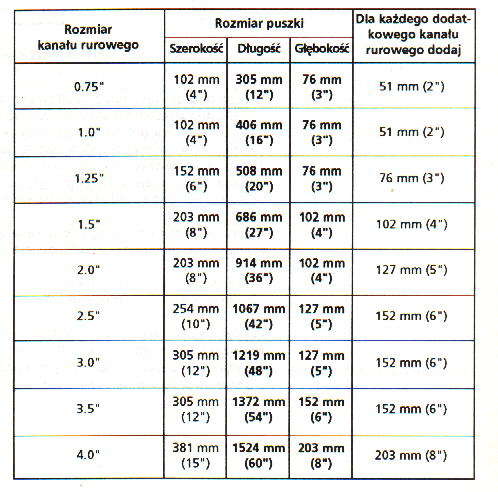 Rozmiar kanału rurowego Rozmiar puszki Dla każdego dodat-
kowego kanału
rurowego dodaj
Szerokość Długość Głębokość
0.75" 102 mm (4") 305 mm (12") 76 mm (3") 51 mm (2")
1.0" 102 mm (4") 406 mm (16") 76 mm (3") 51 mm (2")
1.25" 152 mm (6") 508 mm (20") 76 mm (3") 76 mm (3")
1.5" 203 mm (8") 686 mm (27") 102 mm (4") 102 mm (4")
2.0" 203 mm (8") 914 mm (36") 102 mm (4") 127 mm (5")
2.5" 254 mm (10") 1067 mm (42") 127 mm (5") 152 mm (6")
3.0" 305 mm (12") 1219 mm (48") 127 mm (5") 152 mm (6")
3.5" 305 mm (12") 1372 mm (54") 152 mm (6") 152 mm (6")
4.0" 381 mm (15") 1524 mm (60") 203 mm (8") 203 mm (8")